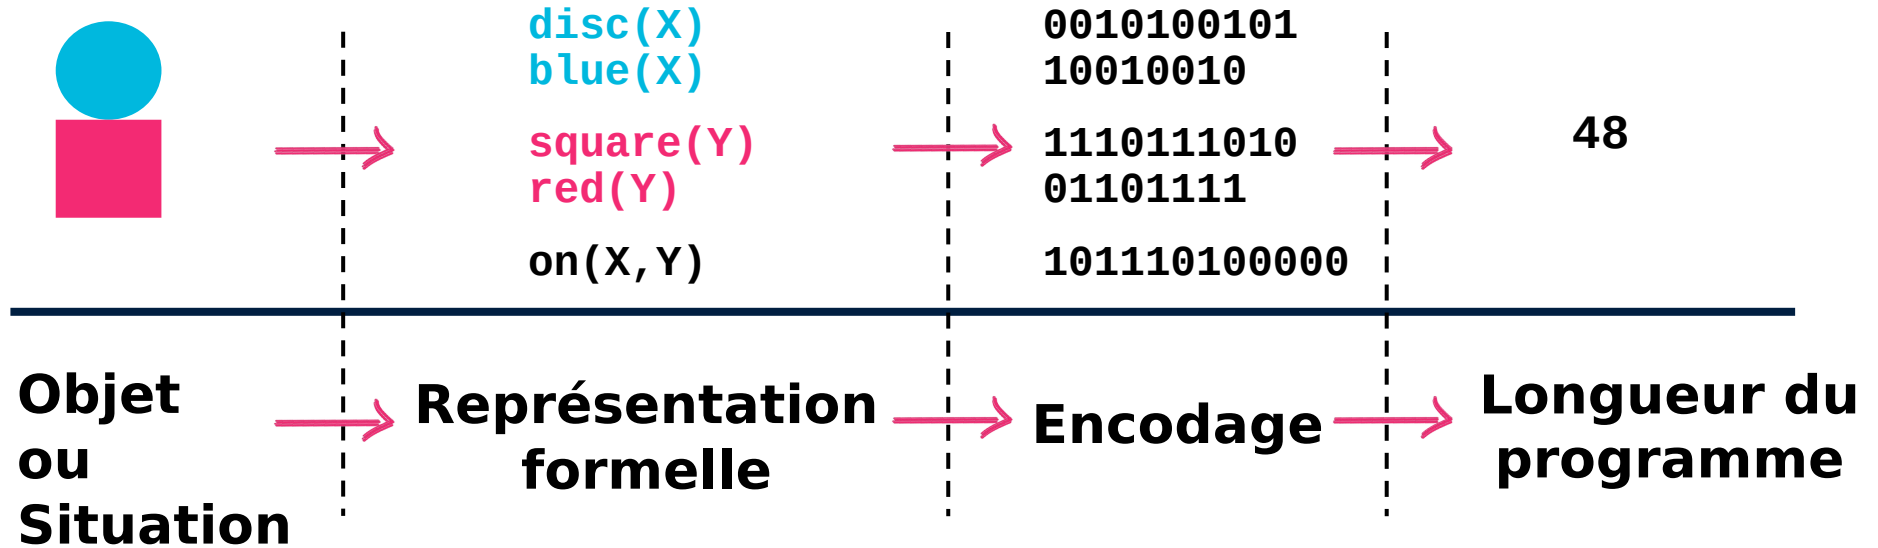 disc(X)
blue(X)
square(Y)
red(Y)
on(X,Y)
0010100101
10010010
1110111010
01101111
101110100000
48
Objet
ou
Situation
Représentation
formelle
Encodage
Longueur du
programme